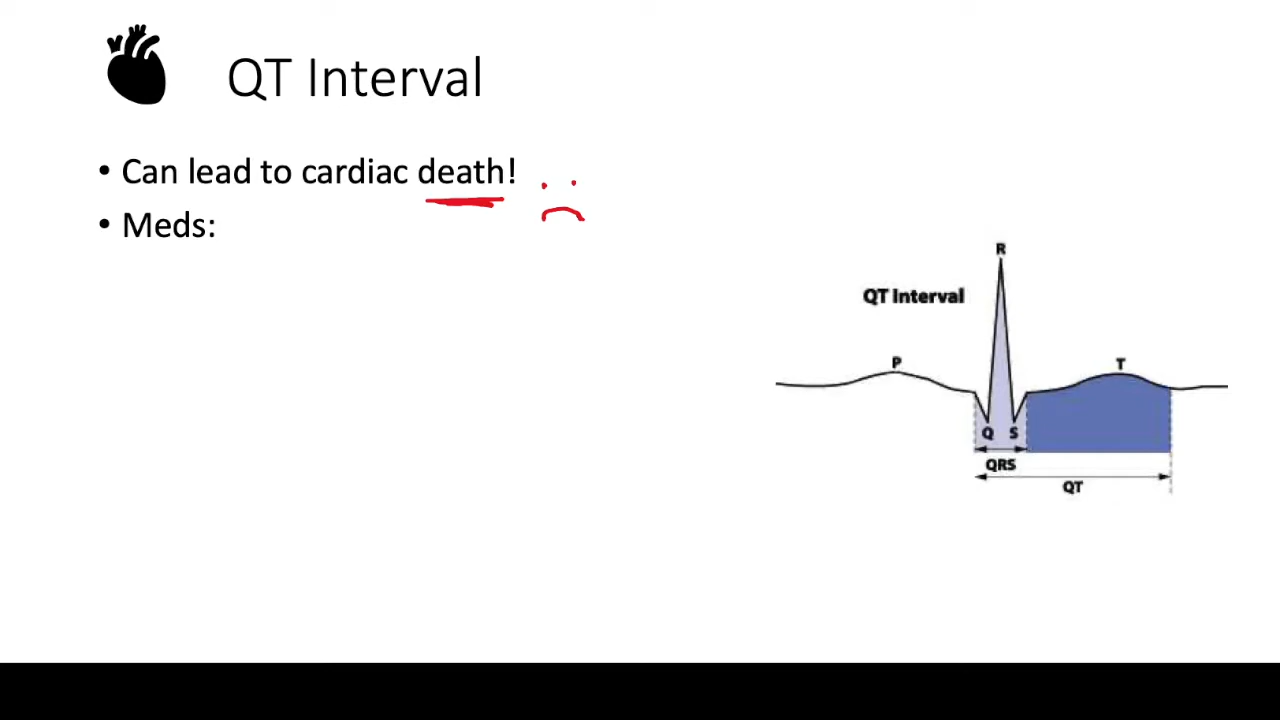 QT Interval
• Can lead to cardiac death!
• Meds:
R
QT Interval
P
T
Q S
QRS
QT